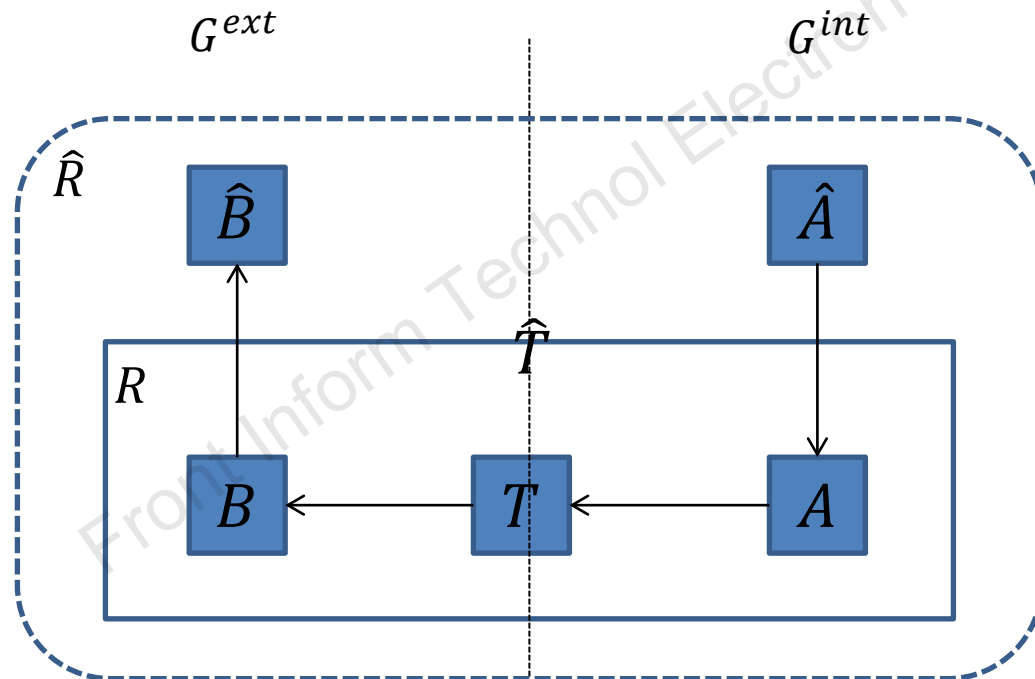 G^{ext} G^{int}
R̂
B̂ Â
T̂
R
B T A
Front Inform Technol Electron